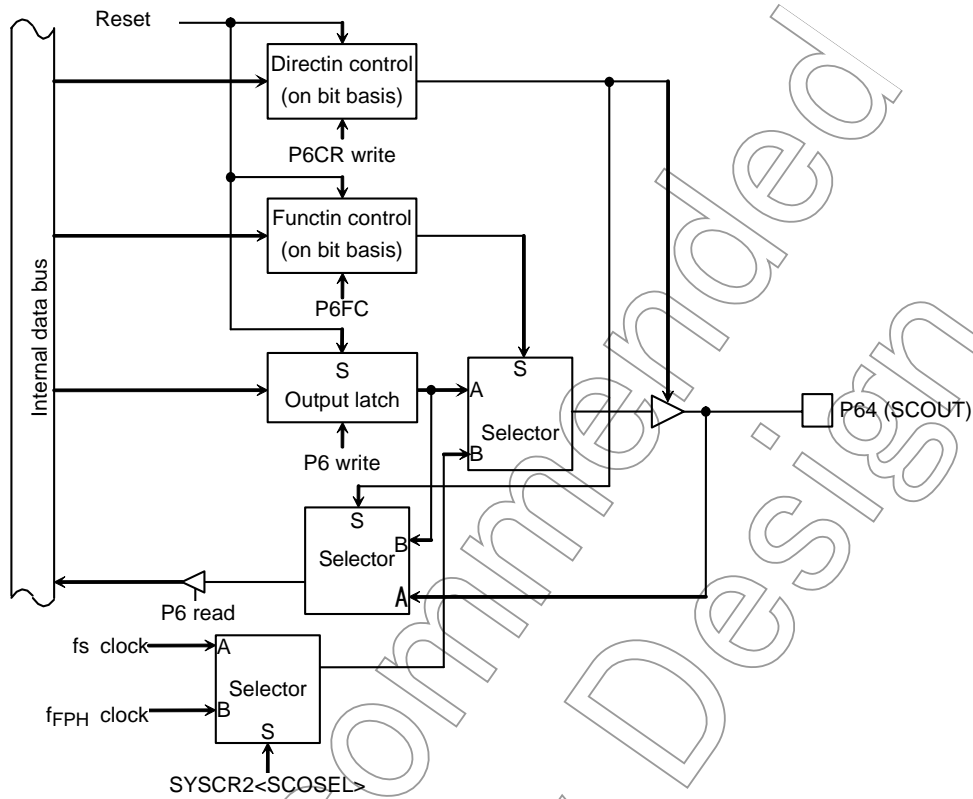 Reset
Directin control
(on bit basis)
P6CR write
Functin control
(on bit basis)
P6FC
Internal data bus
S
Output latch
P6 write
S
A
B
Selector
P64 (SCOUT)
S
Selector
B
A
P6 read
fs clock
fFPH clock
A
B
Selector
S
SYSCR2<SCOSEL>
ommended
Design